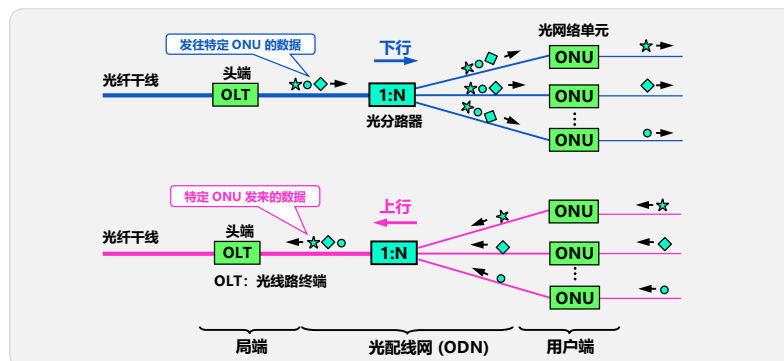 光网络单元
发往特定 ONU 的数据
下行
ONU
光纤干线
头端
OLT
1:N
ONU
光分路器
ONU
特定 ONU 发来的数据
上行
ONU
光纤干线
头端
OLT
1:N
ONU
OLT：光线路终端
ONU
局端
光配线网 (ODN)
用户端